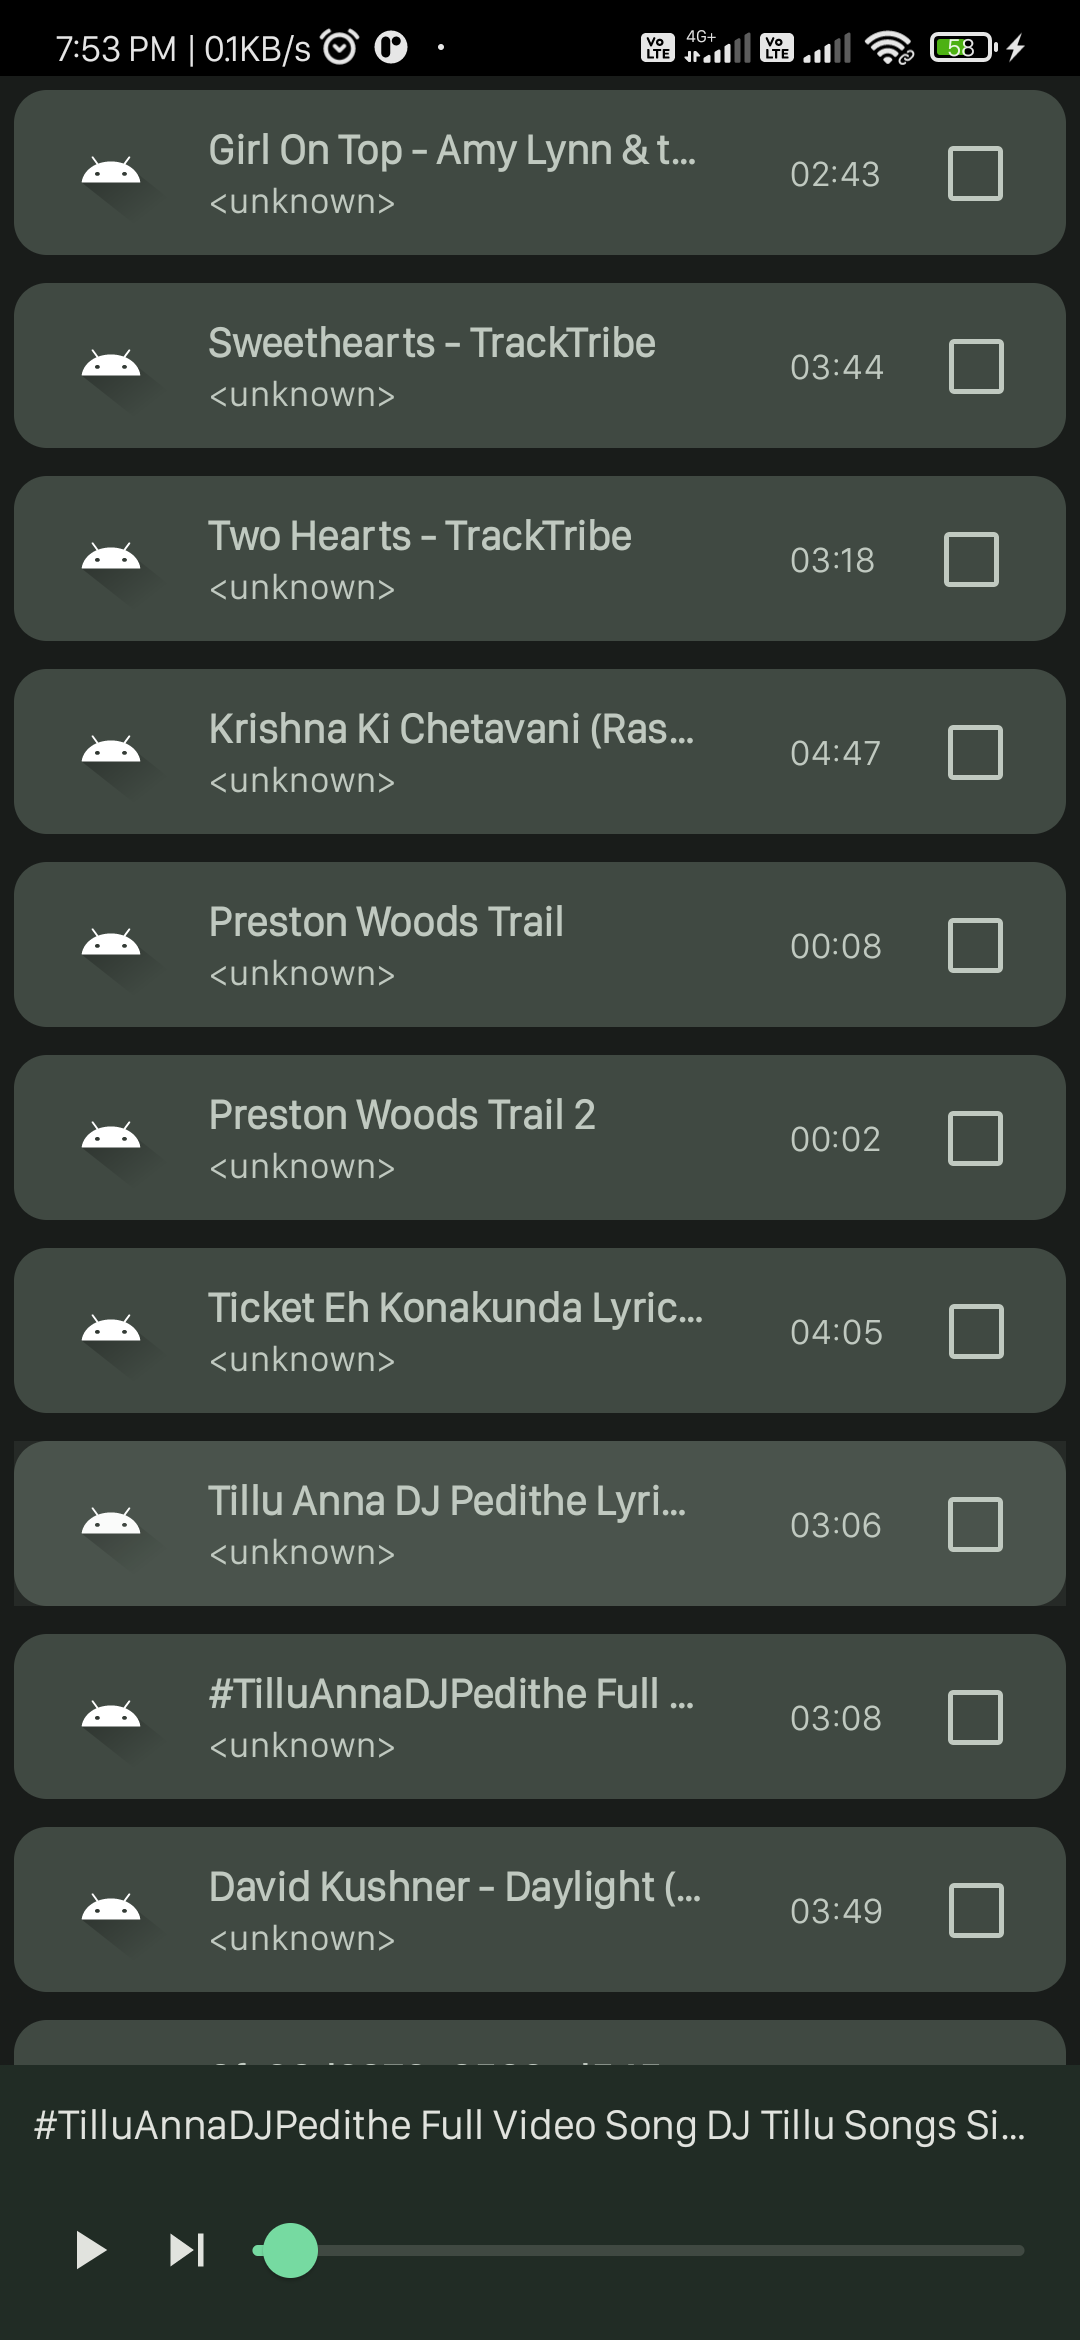 7:53 PM | 0.1KB/s
Vo LTE 4G+ Vo LTE 58
Girl On Top - Amy Lynn & t...
<unknown>
02:43
Sweethearts - TrackTribe
<unknown>
03:44
Two Hearts - TrackTribe
<unknown>
03:18
Krishna Ki Chetavani (Ras...
<unknown>
04:47
Preston Woods Trail
<unknown>
00:08
Preston Woods Trail 2
<unknown>
00:02
Ticket Eh Konakunda Lyric...
<unknown>
04:05
Tillu Anna DJ Pedithe Lyri...
<unknown>
03:06
#TilluAnnaDJPedithe Full ...
<unknown>
03:08
David Kushner - Daylight (...
<unknown>
03:49
#TilluAnnaDJPedithe Full Video Song DJ Tillu Songs Si...